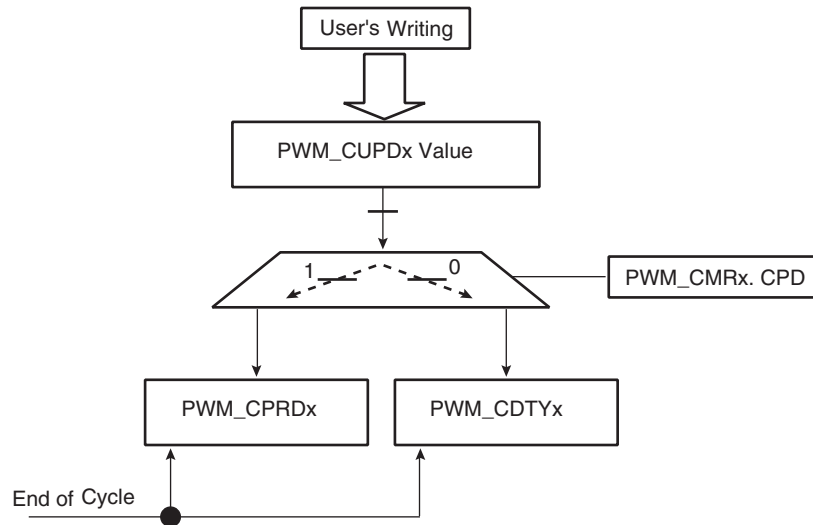 User's Writing
PWM_CUPDx Value
1
0
PWM_CMRx. CPD
PWM_CPRDx
PWM_CDTYx
End of Cycle